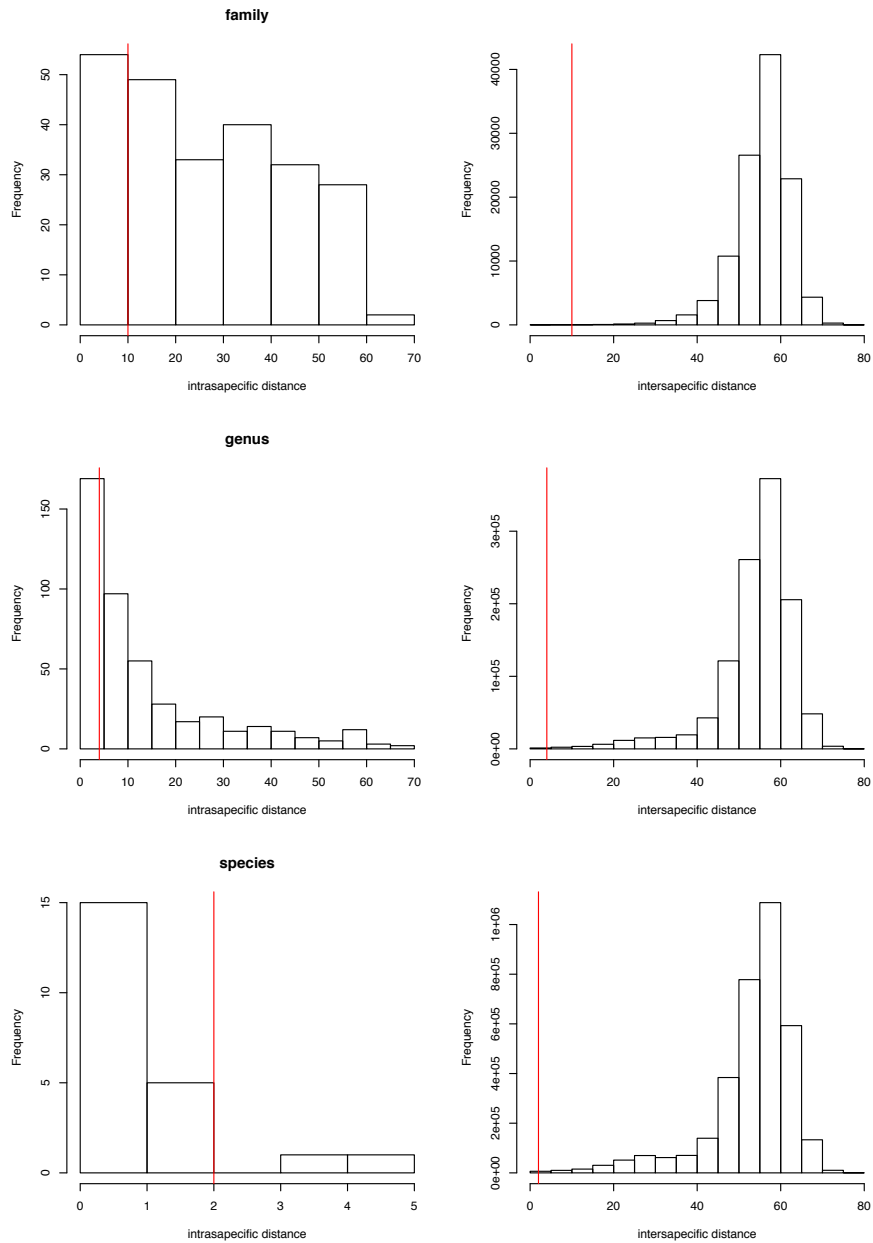 family
Frequency
0 10 20 30 40 50
0 10 20 30 40 50 60 70
intrasapecific distance
Frequency
0 10000 20000 30000 40000
0 20 40 60 80
intersapecific distance
genus
Frequency
0 50 100 150
0 10 20 30 40 50 60 70
intrasapecific distance
Frequency
0e+00 1e+05 2e+05 3e+05
0 20 40 60 80
intersapecific distance
species
Frequency
0 5 10 15
0 1 2 3 4 5
intrasapecific distance
Frequency
0e+00 2e+05 4e+05 6e+05 8e+05 1e+06
0 20 40 60 80
intersapecific distance